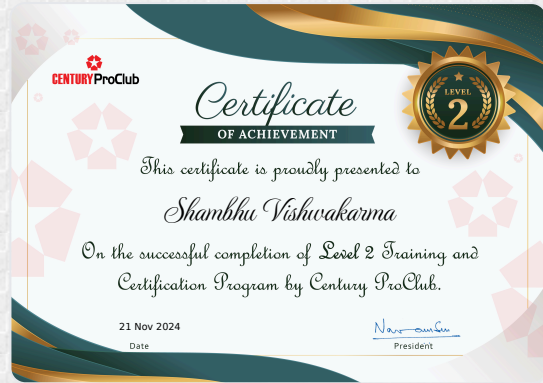 CENTURY ProClub
Certificate
OF ACHIEVEMENT
LEVEL
2
This certificate is proudly presented to
Shambhu Vishwakarma
On the successful completion of Level 2 Training and
Certification Program by Century ProClub.
21 Nov 2024
Date
President